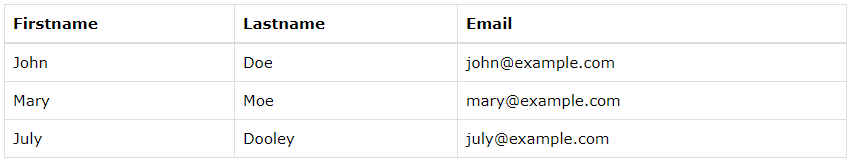 Firstname Lastname Email
John Doe john@example.com
Mary Moe mary@example.com
July Dooley july@example.com